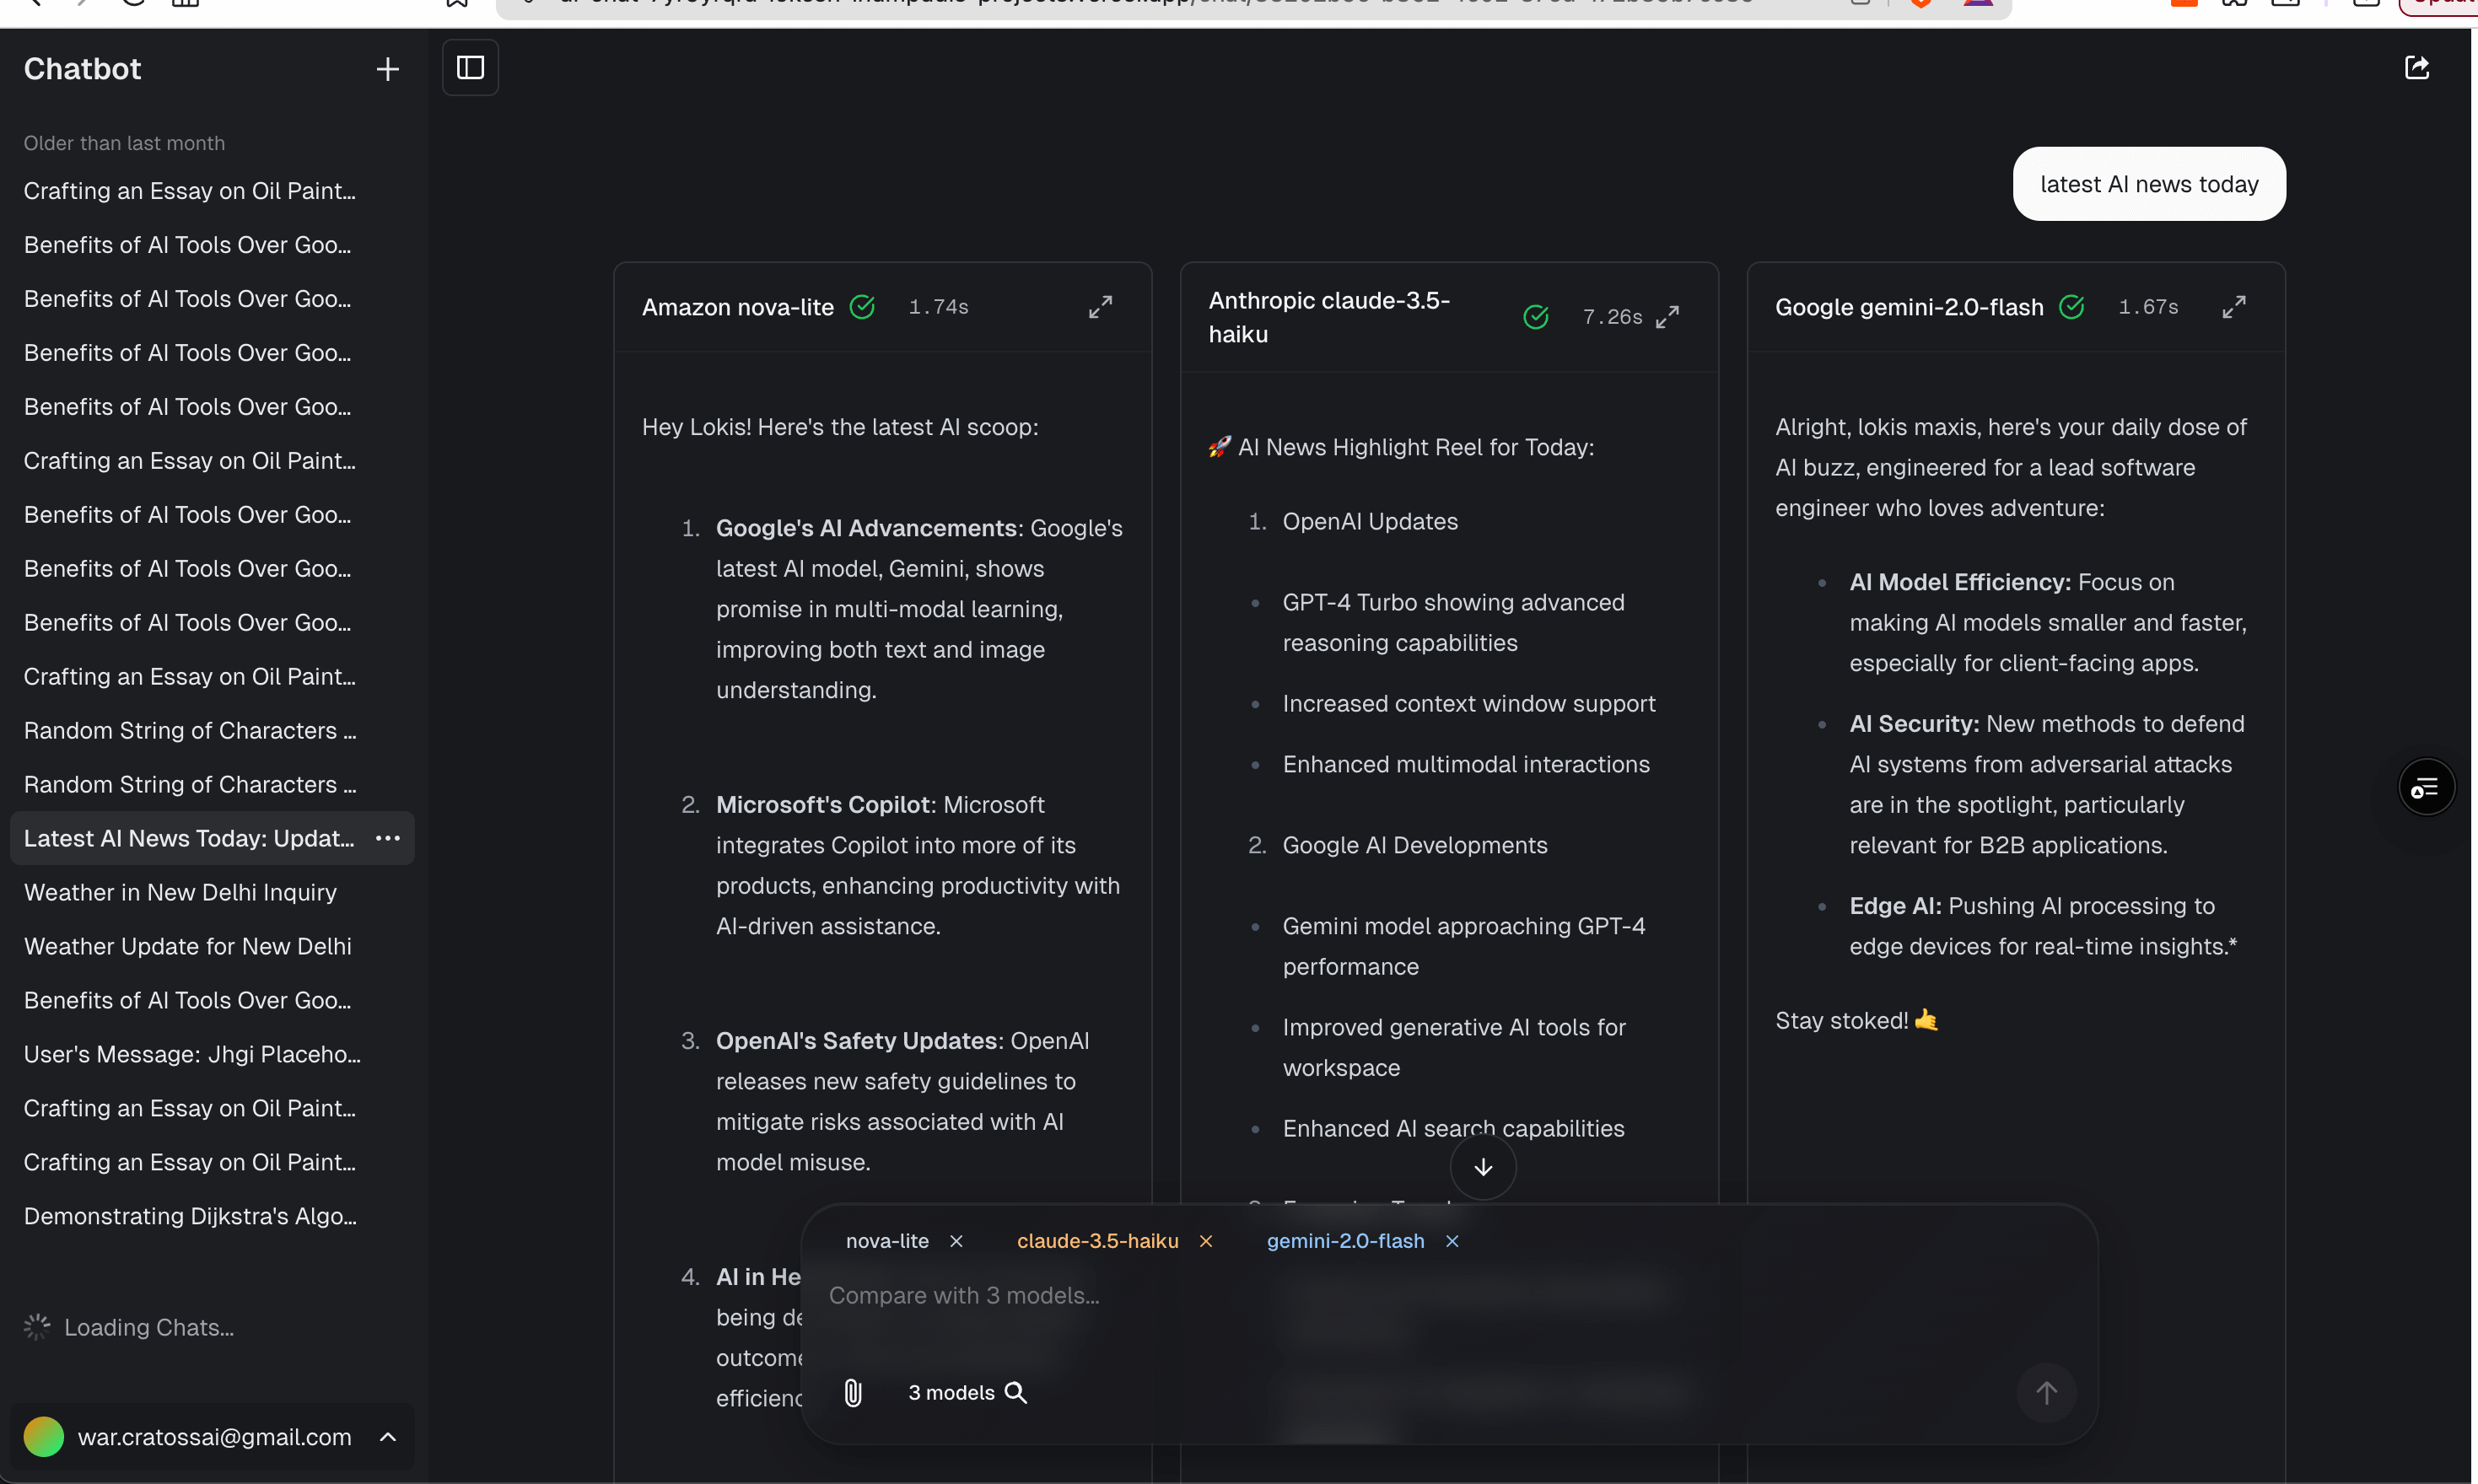 Chatbot
Older than last month
Crafting an Essay on Oil Paint...
Benefits of AI Tools Over Goo...
Benefits of AI Tools Over Goo...
Benefits of AI Tools Over Goo...
Benefits of AI Tools Over Goo...
Crafting an Essay on Oil Paint...
Benefits of AI Tools Over Goo...
Benefits of AI Tools Over Goo...
Benefits of AI Tools Over Goo...
Crafting an Essay on Oil Paint...
Random String of Characters ...
Random String of Characters ...
Latest AI News Today: Updat...
Weather in New Delhi Inquiry
Weather Update for New Delhi
Benefits of AI Tools Over Goo...
User's Message: Jhgi Placeho...
Crafting an Essay on Oil Paint...
Crafting an Essay on Oil Paint...
Demonstrating Dijkstra's Algo...
Loading Chats...
war.cratossai@gmail.com
latest AI news today
Amazon nova-lite 1.74s
Hey Lokis! Here's the latest AI scoop:
1. Google's AI Advancements: Google's
latest AI model, Gemini, shows
promise in multi-modal learning,
improving both text and image
understanding.
2. Microsoft's Copilot: Microsoft
integrates Copilot into more of its
products, enhancing productivity with
AI-driven assistance.
3. OpenAI's Safety Updates: OpenAI
releases new safety guidelines to
mitigate risks associated with AI
model misuse.
4. AI in He
being de
outcome
efficienc
Anthropic claude-3.5-
haiku
7.26s
🚀 AI News Highlight Reel for Today:
1. OpenAI Updates
• GPT-4 Turbo showing advanced
reasoning capabilities
• Increased context window support
• Enhanced multimodal interactions
2. Google AI Developments
• Gemini model approaching GPT-4
performance
• Improved generative AI tools for
workspace
• Enhanced AI search capabilities
Google gemini-2.0-flash 1.67s
Alright, lokis maxis, here's your daily dose of
AI buzz, engineered for a lead software
engineer who loves adventure:
• AI Model Efficiency: Focus on
making AI models smaller and faster,
especially for client-facing apps.
• AI Security: New methods to defend
AI systems from adversarial attacks
are in the spotlight, particularly
relevant for B2B applications.
• Edge AI: Pushing AI processing to
edge devices for real-time insights.*
Stay stoked! 🤙
nova-lite × claude-3.5-haiku × gemini-2.0-flash ×
Compare with 3 models...
3 models